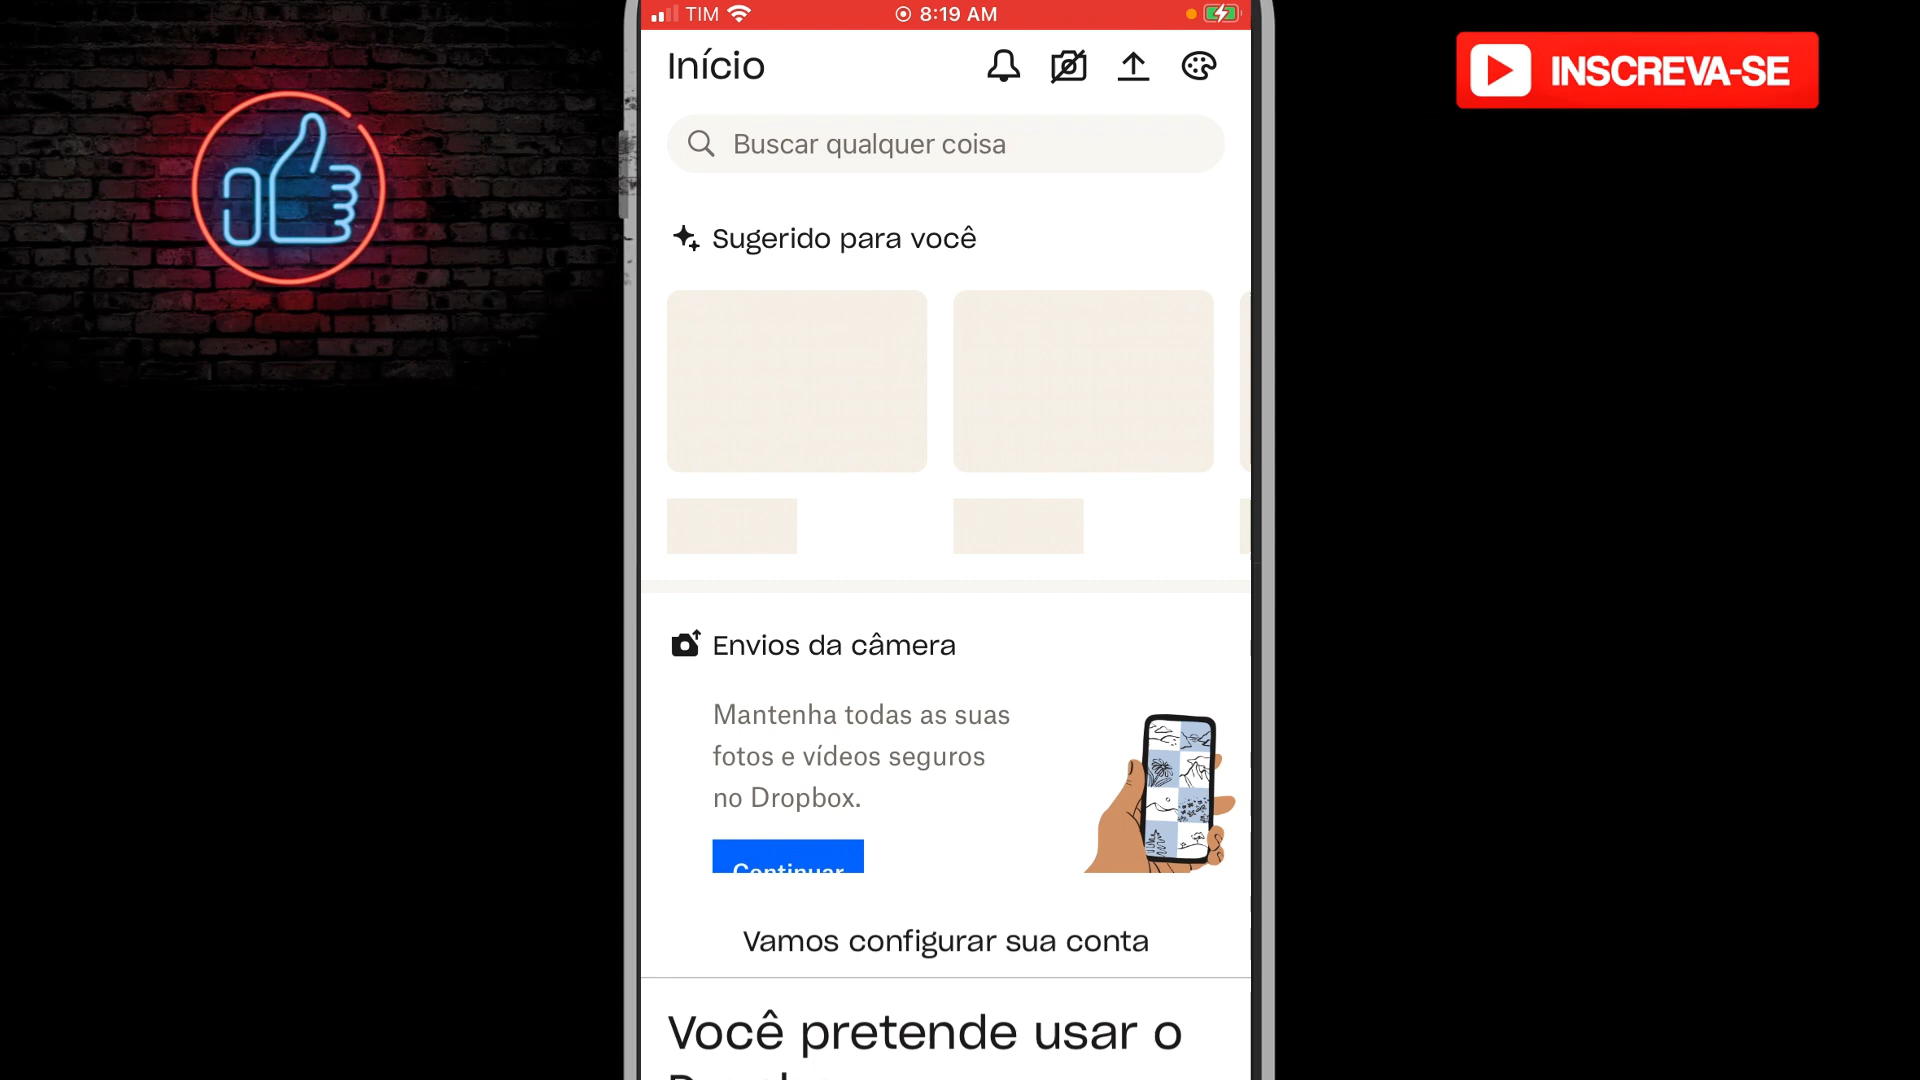 TIM
8:19 AM
INSCREVA-SE
Início
Buscar qualquer coisa
Sugerido para você
Envios da câmera
Mantenha todas as suas
fotos e vídeos seguros
no Dropbox.
Continuar
Vamos configurar sua conta
Você pretende usar o